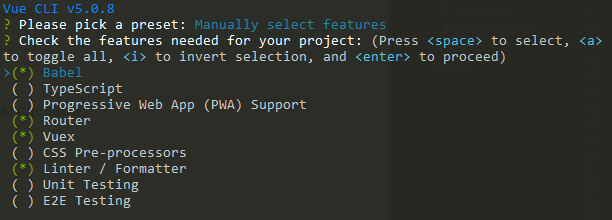 Vue CLI v5.0.8
? Please pick a preset: Manually select features
? Check the features needed for your project: (Press <space> to select, <a>
to toggle all, <i> to invert selection, and <enter> to proceed)
>(*) Babel
( ) TypeScript
( ) Progressive Web App (PWA) Support
(*) Router
(*) Vuex
( ) CSS Pre-processors
(*) Linter / Formatter
( ) Unit Testing
( ) E2E Testing